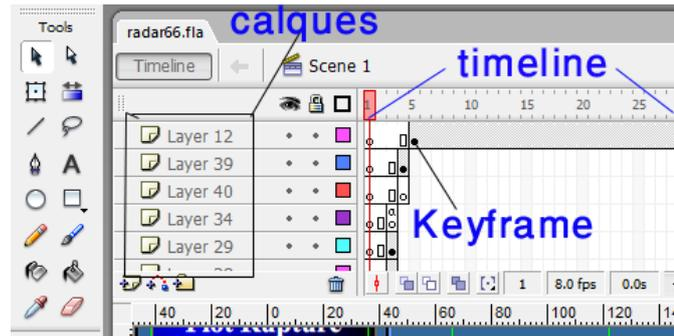 Tools
radar66.fla
calques
Timeline
Scene 1
timeline
1 5 10 15 20 25
Layer 12
Layer 39
Layer 40
Layer 34
Layer 29
Keyframe
a
1 8.0 fps 0.0s
40 20 0 20 40 60 80 100 120